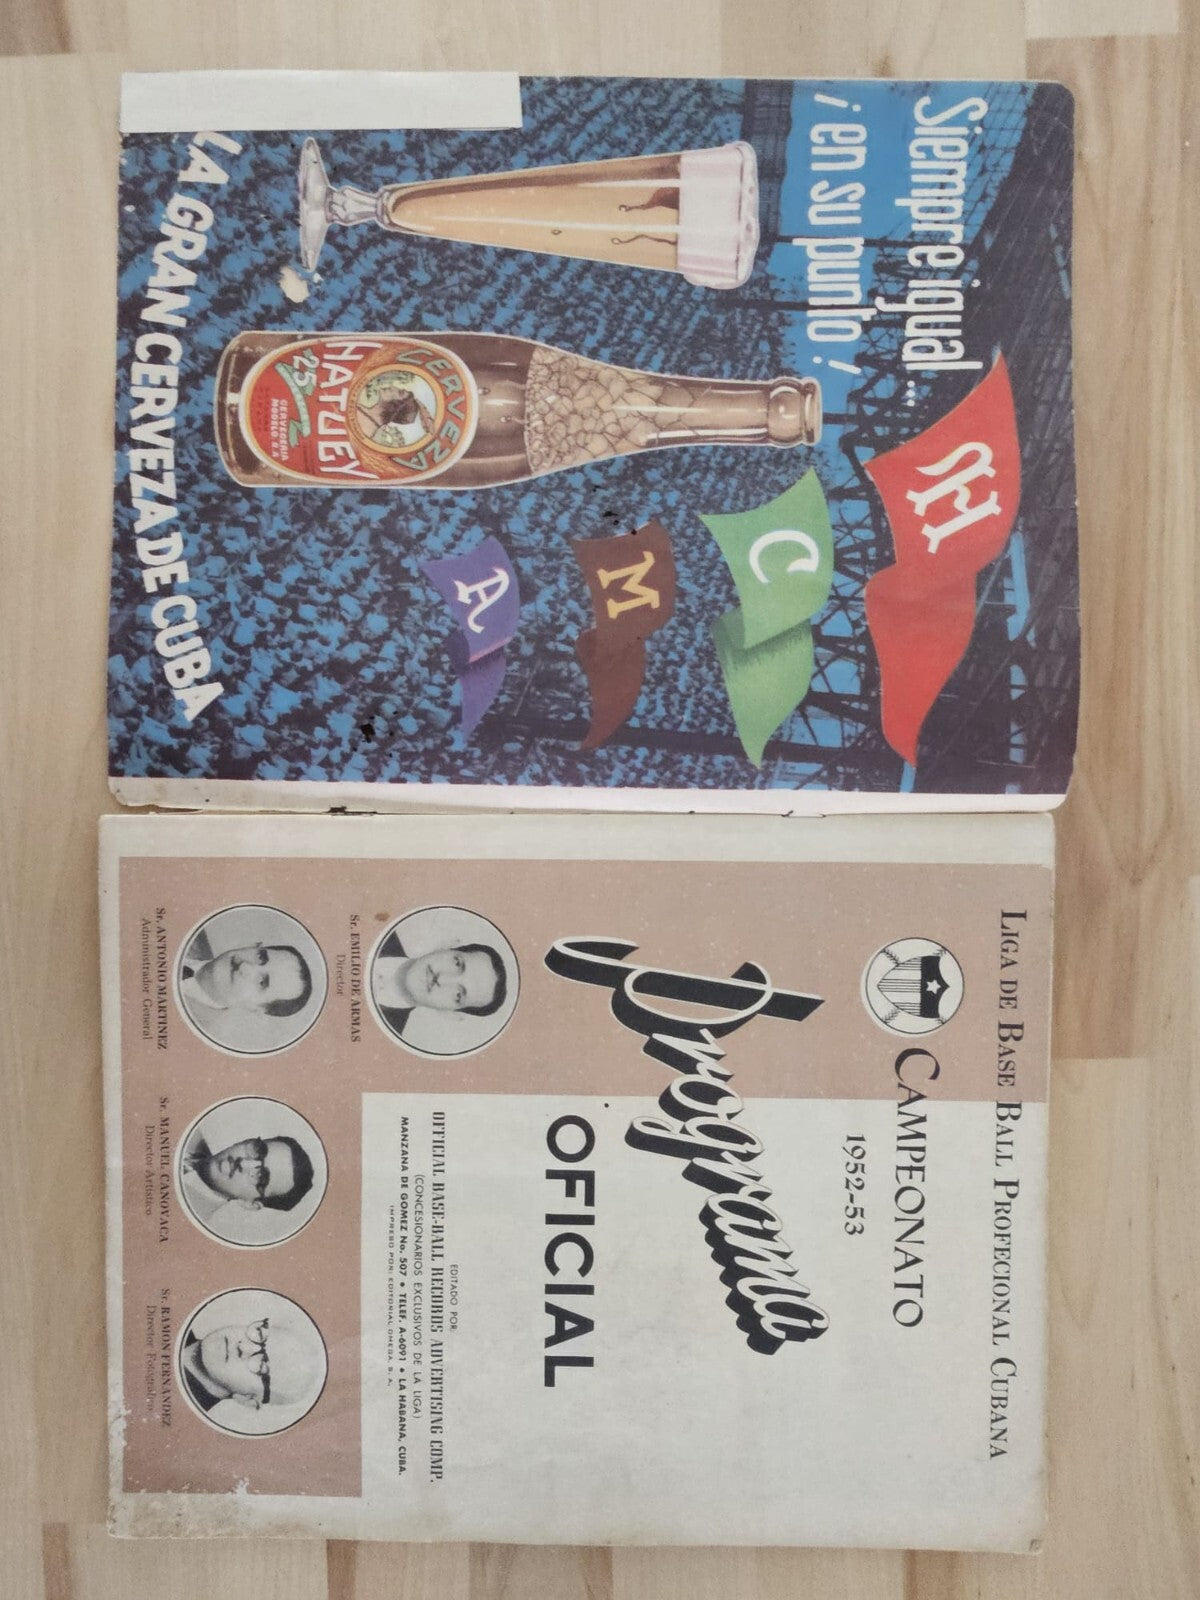 Siempre igual...
¡en su punto!
H
C
M
A
CERVEZA
HATUEY
'25
CERVECERIA
MODELO, S.A.
LA GRAN CERVEZA DE CUBA
LIGA DE BASE BALL PROFECIONAL CUBANA
CAMPEONATO
1952-53
Programa
OFICIAL
EDITADO POR:
OFFICIAL BASE-BALL RECORDS ADVERTISING COMP.
(CONCESIONARIOS EXCLUSIVOS DE LA LIGA)
MANZANA DE GOMEZ No. 507 • TELEF. A-6091 • LA HABANA, CUBA.
IMPRESO POR: EDITORIAL OMEGA, S. A.
Sr. EMILIO DE ARMAS
Director
Sr. ANTONIO MARTINEZ
Administrador General
Sr. MANUEL CANOVACA
Director Artístico
Sr. RAMON FERNANDEZ
Director Fotográfico